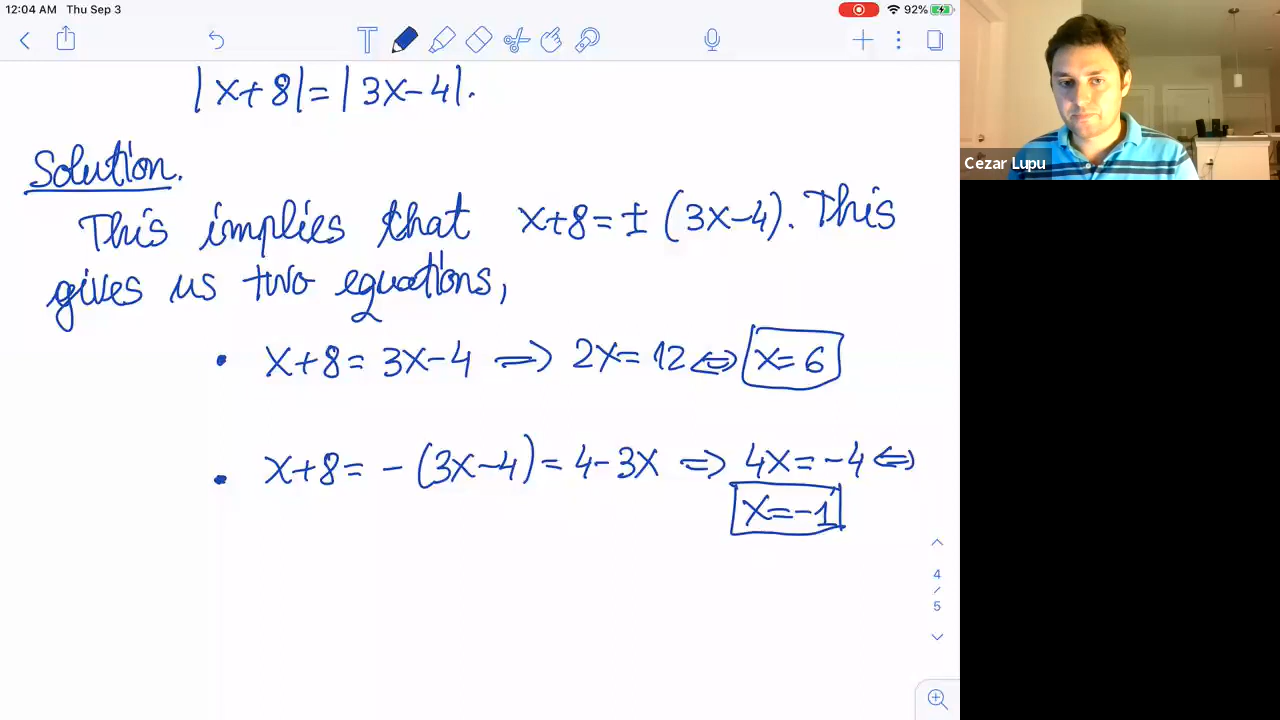 12:04 AM Thu Sep 3
92%
|x+8|=|3x-4|.
Solution.
This implies that x+8=±(3x-4). This
gives us two equations,
• x+8=3x-4 ⟹ 2x=12 ⟺ x=6
• x+8=-(3x-4)=4-3x ⟹ 4x=-4 ⟺
x=-1
4
/
5
Cezar Lupu